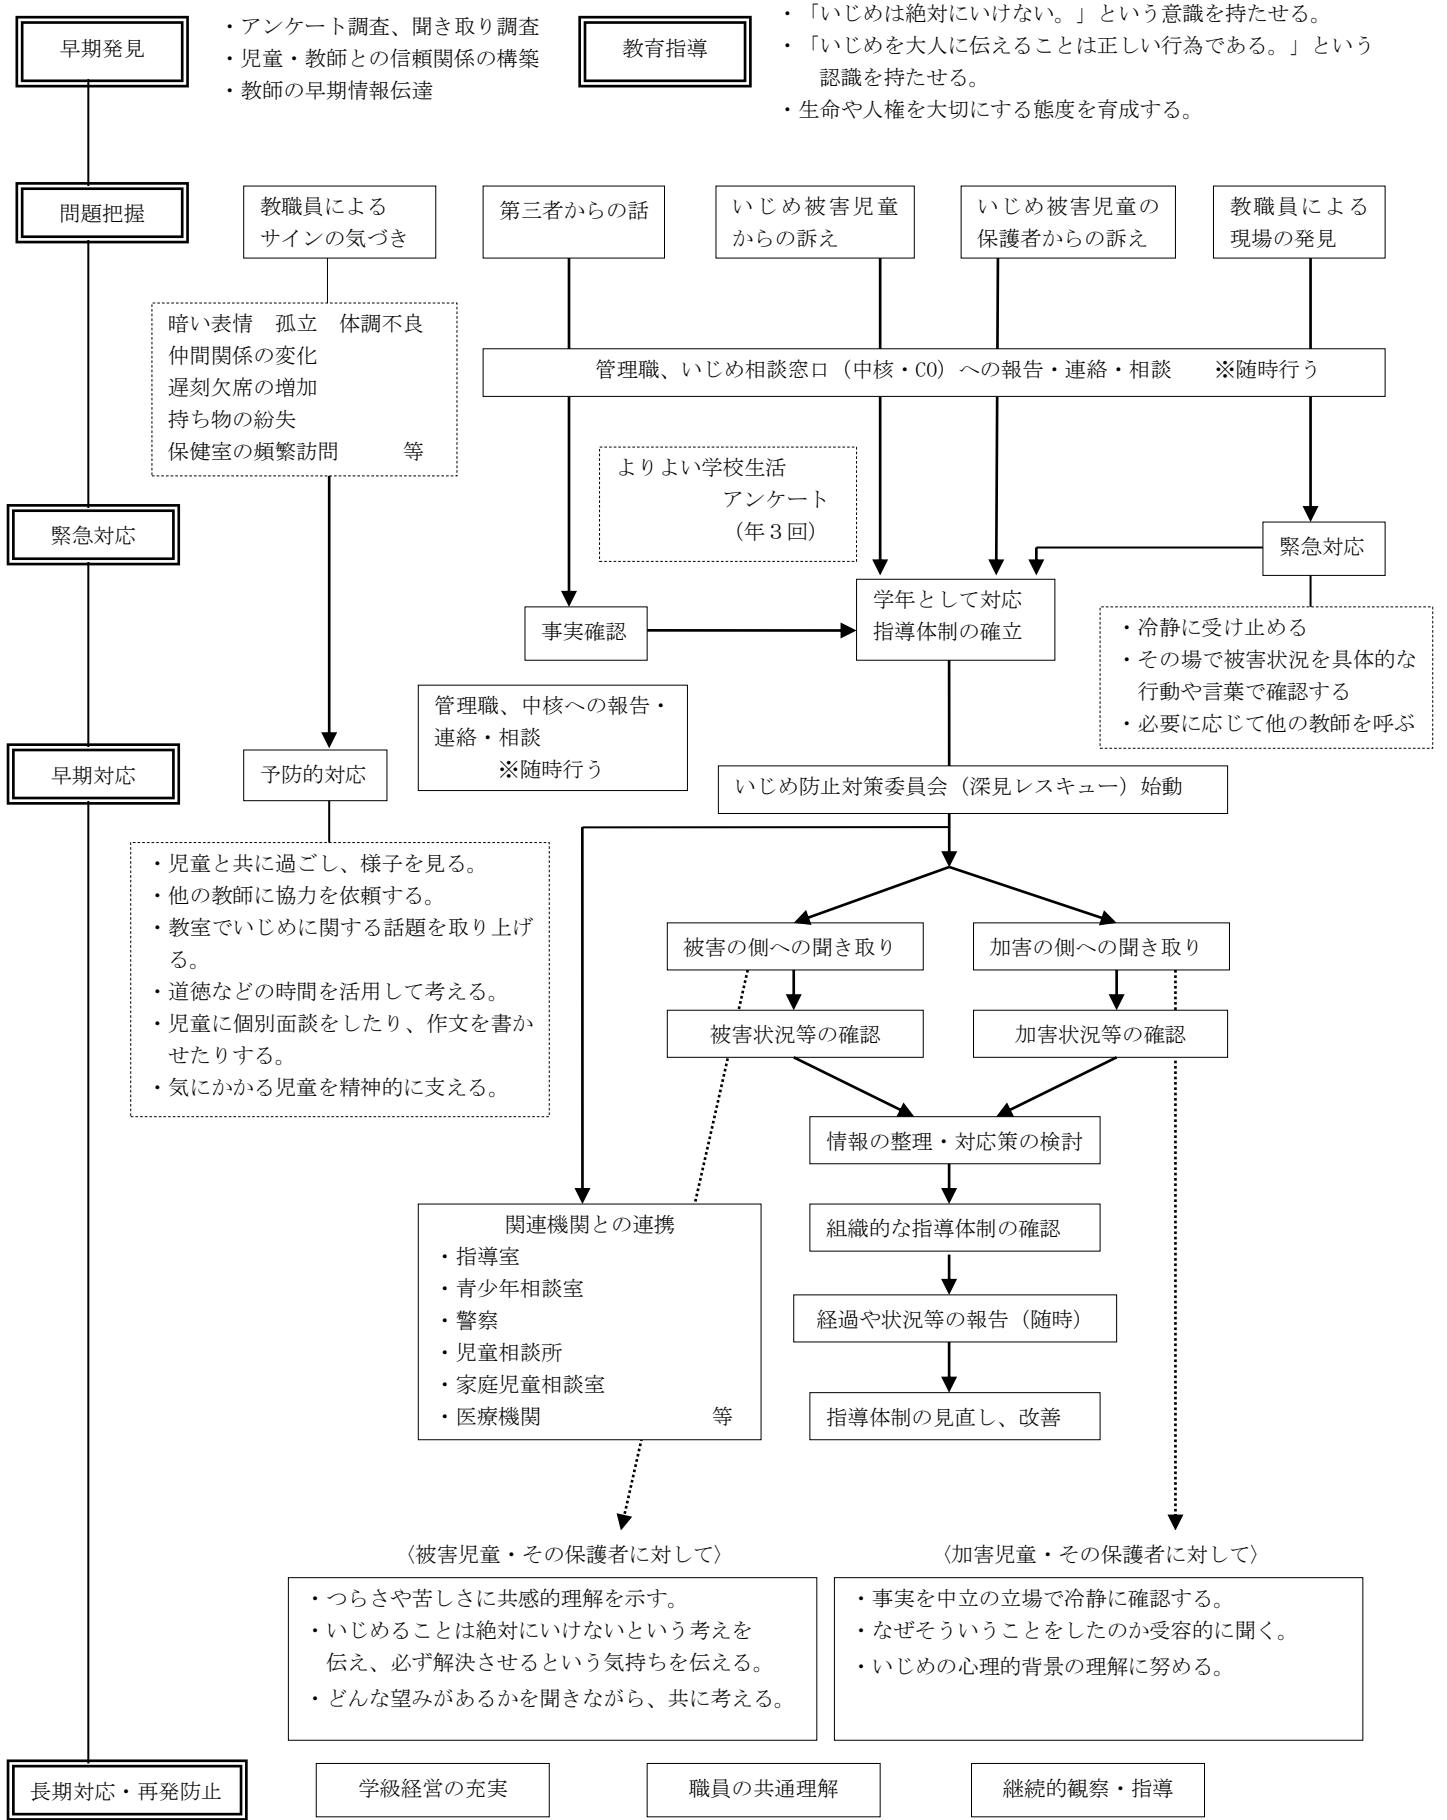 早期発見
・アンケート調査、聞き取り調査
・児童・教師との信頼関係の構築
・教師の早期情報伝達
教育指導
・「いじめは絶対にいけない。」という意識を持たせる。
・「いじめを大人に伝えることは正しい行為である。」という
認識を持たせる。
・生命や人権を大切にする態度を育成する。
問題把握
教職員による
サインの気づき
第三者からの話
いじめ被害児童
からの訴え
いじめ被害児童の
保護者からの訴え
教職員による
現場の発見
暗い表情　孤立　体調不良
仲間関係の変化
遅刻欠席の増加
持ち物の紛失
保健室の頻繁訪問　　　等
管理職、いじめ相談窓口（中核・CO）への報告・連絡・相談　　※随時行う
よりよい学校生活
アンケート
（年３回）
緊急対応
緊急対応
学年として対応
指導体制の確立
事実確認
・冷静に受け止める
・その場で被害状況を具体的な
行動や言葉で確認する
・必要に応じて他の教師を呼ぶ
管理職、中核への報告・
連絡・相談
※随時行う
早期対応
予防的対応
いじめ防止対策委員会（深見レスキュー）始動
・児童と共に過ごし、様子を見る。
・他の教師に協力を依頼する。
・教室でいじめに関する話題を取り上げ
る。
・道徳などの時間を活用して考える。
・児童に個別面談をしたり、作文を書か
せたりする。
・気にかかる児童を精神的に支える。
被害の側への聞き取り
加害の側への聞き取り
被害状況等の確認
加害状況等の確認
情報の整理・対応策の検討
関連機関との連携
・指導室
・青少年相談室
・警察
・児童相談所
・家庭児童相談室
・医療機関　　　　　　　　等
組織的な指導体制の確認
経過や状況等の報告（随時）
指導体制の見直し、改善
〈被害児童・その保護者に対して〉
・つらさや苦しさに共感的理解を示す。
・いじめることは絶対にいけないという考えを
伝え、必ず解決させるという気持ちを伝える。
・どんな望みがあるかを聞きながら、共に考える。
〈加害児童・その保護者に対して〉
・事実を中立の立場で冷静に確認する。
・なぜそういうことをしたのか受容的に聞く。
・いじめの心理的背景の理解に努める。
長期対応・再発防止
学級経営の充実
職員の共通理解
継続的観察・指導